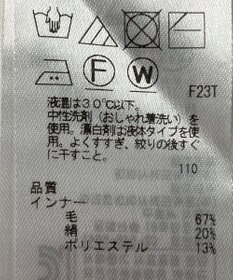 F
W
F23T
液温は30℃以下。
中性洗剤（おしゃれ着洗い）を
使用。漂白剤は液体タイプを使
用。よくすすぎ、絞りの後すぐ
に干すこと。
110
品質
インナー
毛 67%
絹 20%
ポリエステル 13%